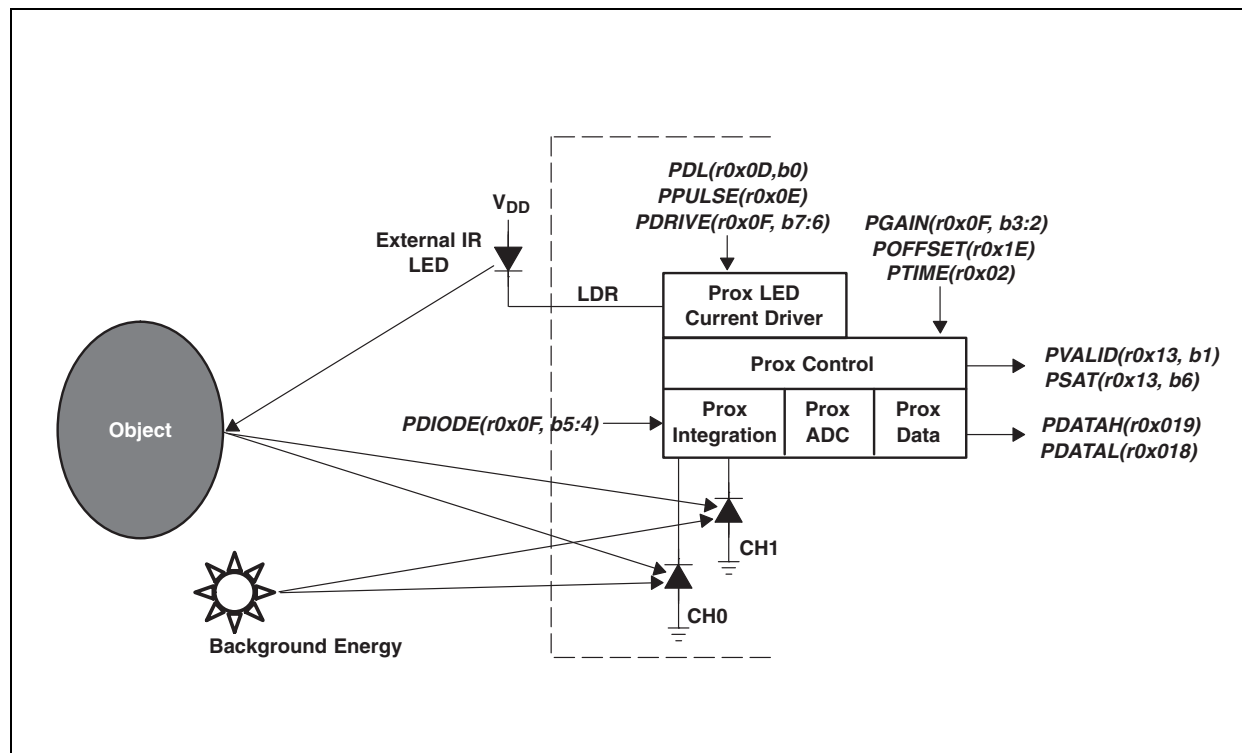 PDL(r0x0D,b0)
PPULSE(r0x0E)
PDRIVE(r0x0F, b7:6)
PGAIN(r0x0F, b3:2)
POFFSET(r0x1E)
PTIME(r0x02)
VDD
External IR
LED
LDR
Prox LED
Current Driver
Prox Control
PVALID(r0x13, b1)
PSAT(r0x13, b6)
Object
PDIODE(r0x0F, b5:4)
Prox
Integration
Prox
ADC
Prox
Data
PDATAH(r0x019)
PDATAL(r0x018)
CH1
CH0
Background Energy